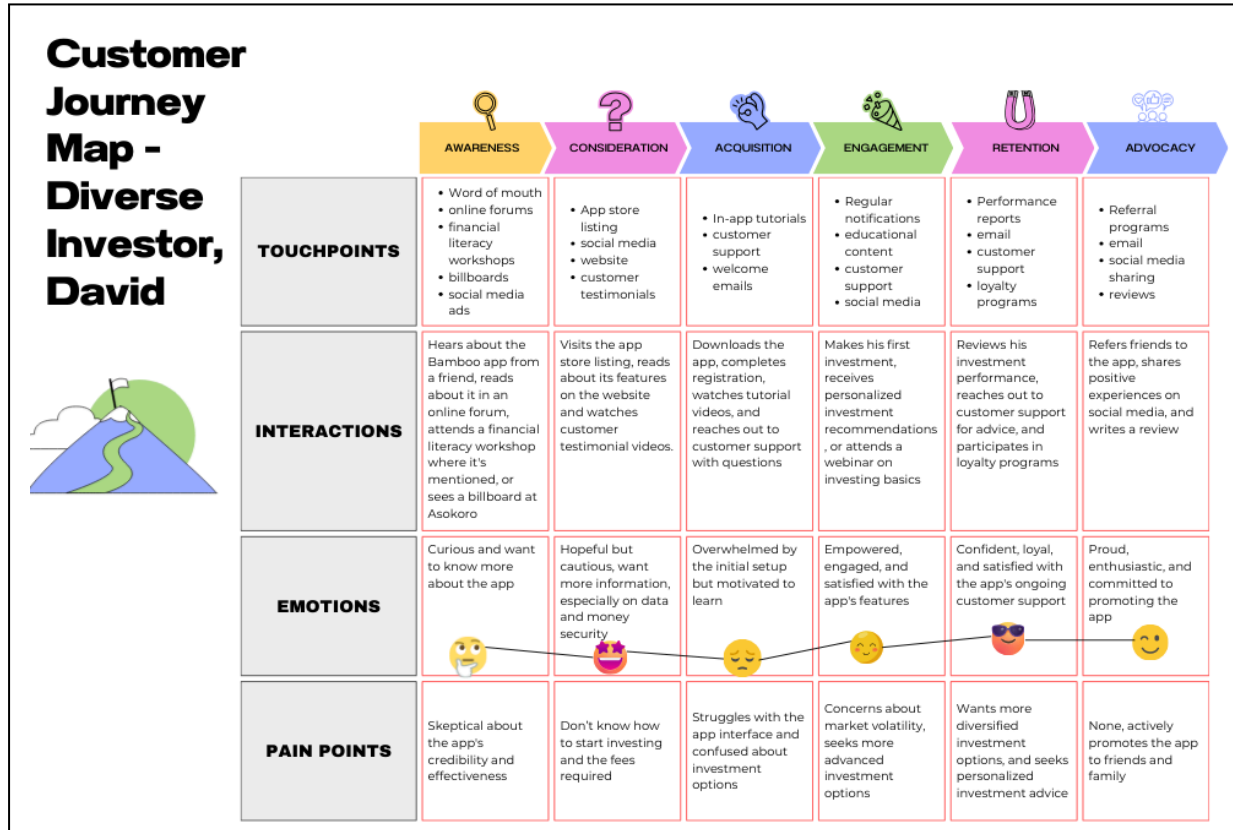 Customer
Journey
Map -
Diverse
Investor,
David
AWARENESS
CONSIDERATION
ACQUISITION
ENGAGEMENT
RETENTION
ADVOCACY
TOUCHPOINTS
• Word of mouth
• online forums
• financial
literacy
workshops
• billboards
• social media
ads
• App store
listing
• social media
• website
• customer
testimonials
• In-app tutorials
• customer
support
• welcome
emails
• Regular
notifications
• educational
content
• customer
support
• social media
• Performance
reports
• email
• customer
support
• loyalty
programs
• Referral
programs
• email
• social media
sharing
• reviews
INTERACTIONS
Hears about the
Bamboo app from
a friend, reads
about it in an
online forum,
attends a financial
literacy workshop
where it's
mentioned, or
sees a billboard at
Asokoro
Visits the app
store listing, reads
about its features
on the website
and watches
customer
testimonial videos.
Downloads the
app, completes
registration,
watches tutorial
videos, and
reaches out to
customer support
with questions
Makes his first
investment,
receives
personalized
investment
recommendations
, or attends a
webinar on
investing basics
Reviews his
investment
performance,
reaches out to
customer support
for advice, and
participates in
loyalty programs
Refers friends to
the app, shares
positive
experiences on
social media, and
writes a review
EMOTIONS
Curious and want
to know more
about the app
Hopeful but
cautious, want
more information,
especially on data
and money
security
Overwhelmed by
the initial setup
but motivated to
learn
Empowered,
engaged, and
satisfied with the
app's features
Confident, loyal,
and satisfied with
the app's ongoing
customer support
Proud,
enthusiastic, and
committed to
promoting the
app
PAIN POINTS
Skeptical about
the app's
credibility and
effectiveness
Don't know how
to start investing
and the fees
required
Struggles with the
app interface and
confused about
investment
options
Concerns about
market volatility,
seeks more
advanced
investment
options
Wants more
diversified
investment
options, and seeks
personalized
investment advice
None, actively
promotes the app
to friends and
family